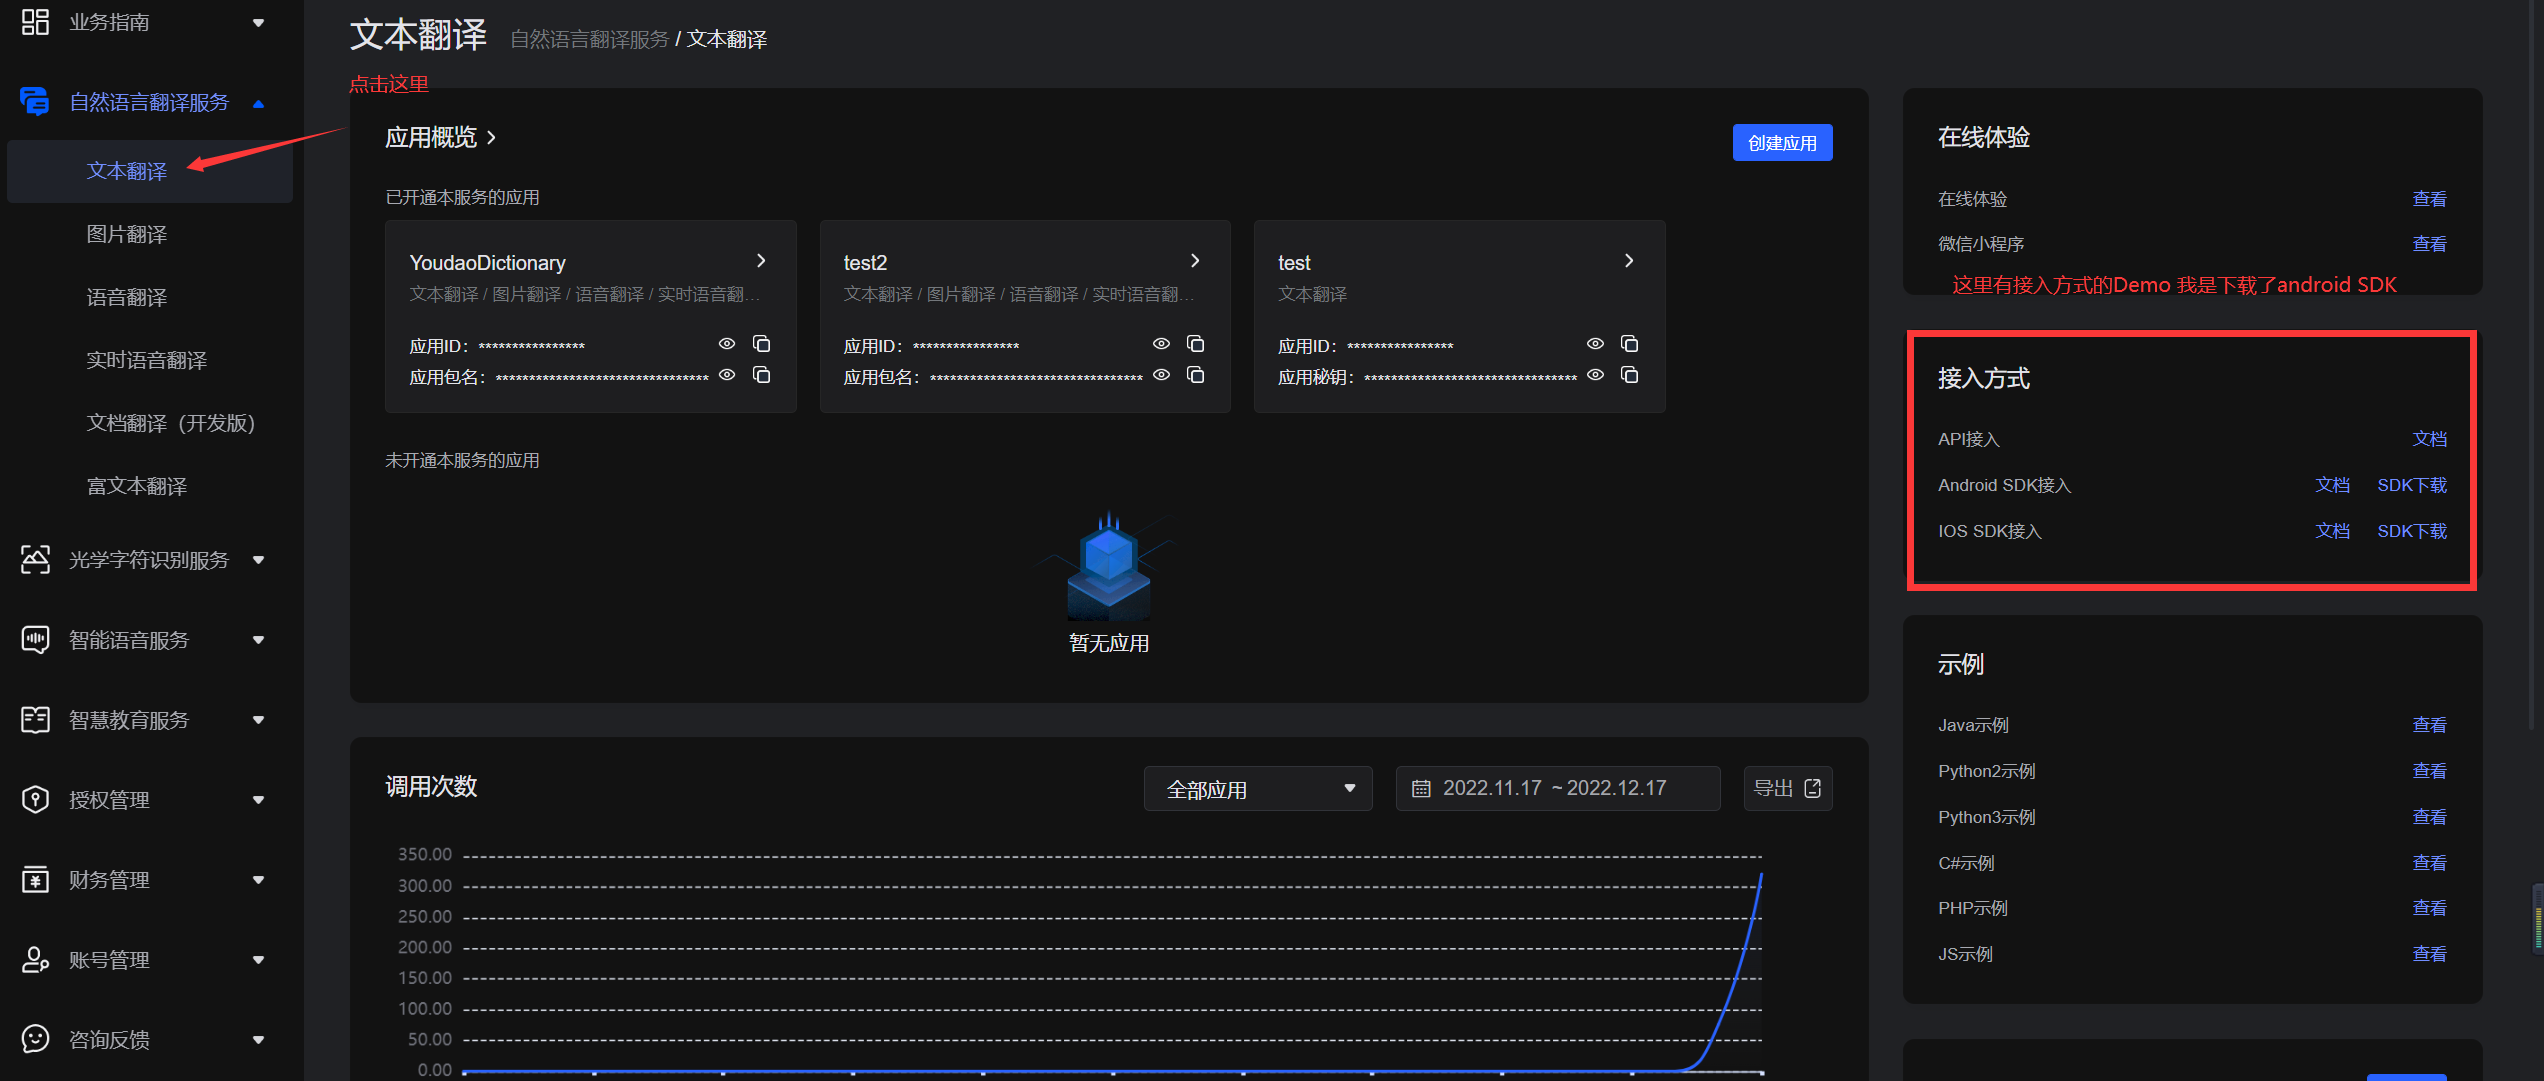 业务指南
自然语言翻译服务
文本翻译
图片翻译
语音翻译
实时语音翻译
文档翻译（开发版）
富文本翻译
光学字符识别服务
智能语音服务
智慧教育服务
授权管理
财务管理
账号管理
咨询反馈
文本翻译 自然语言翻译服务 / 文本翻译
点击这里
应用概览
创建应用
已开通本服务的应用
YoudaoDictionary
文本翻译 / 图片翻译 / 语音翻译 / 实时语音翻...
应用ID： ****************
应用包名： ********************************
test2
文本翻译 / 图片翻译 / 语音翻译 / 实时语音翻...
应用ID： ****************
应用包名： ********************************
test
文本翻译
应用ID： ****************
应用秘钥： ********************************
未开通本服务的应用
暂无应用
调用次数
全部应用
2022.11.17 ~ 2022.12.17
导出
350.00
300.00
250.00
200.00
150.00
100.00
50.00
0.00
在线体验
在线体验 查看
微信小程序 查看
这里有接入方式的Demo 我是下载了android SDK
接入方式
API接入 文档
Android SDK接入 文档 SDK下载
IOS SDK接入 文档 SDK下载
示例
Java示例 查看
Python2示例 查看
Python3示例 查看
C#示例 查看
PHP示例 查看
JS示例 查看